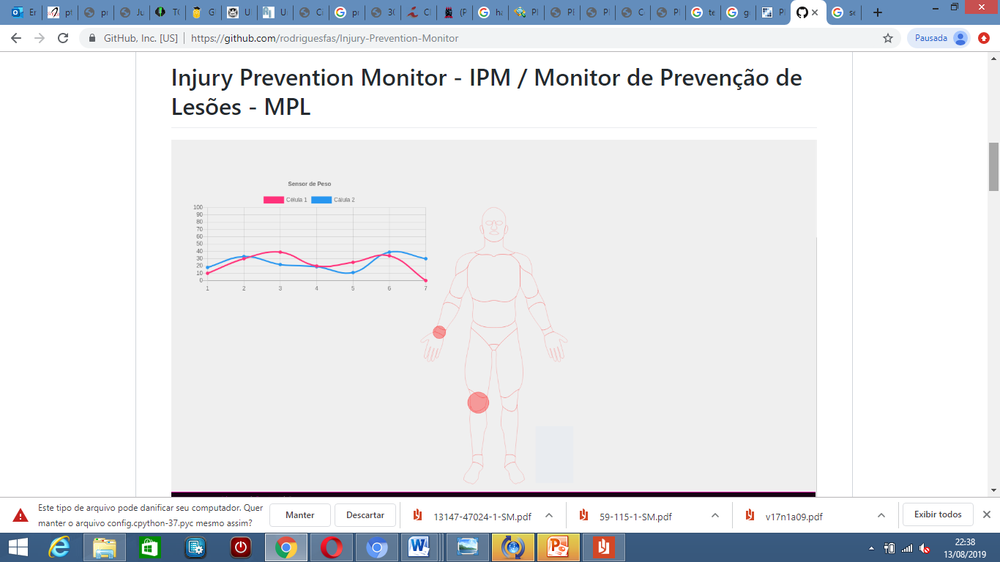 Er
pt
pr
Ju
TC
G
U
U
Ci
pr
3C
Cl
(P
ha
Pl
PL
Pl
C
Pl
te
ge
Pl
se
GitHub, Inc. [US]
https://github.com/rodriguesfas/Injury-Prevention-Monitor
Pausada
Injury Prevention Monitor - IPM / Monitor de Prevenção de
Lesões - MPL
Sensor de Peso
Célula 1
Cálula 2
100
90
80
70
60
50
40
30
20
10
0
1 2 3 4 5 6 7
Este tipo de arquivo pode danificar seu computador. Quer
manter o arquivo config.cpython-37.pyc mesmo assim?
Manter
Descartar
13147-47024-1-SM.pdf
59-115-1-SM.pdf
v17n1a09.pdf
Exibir todos
22:38
13/08/2019